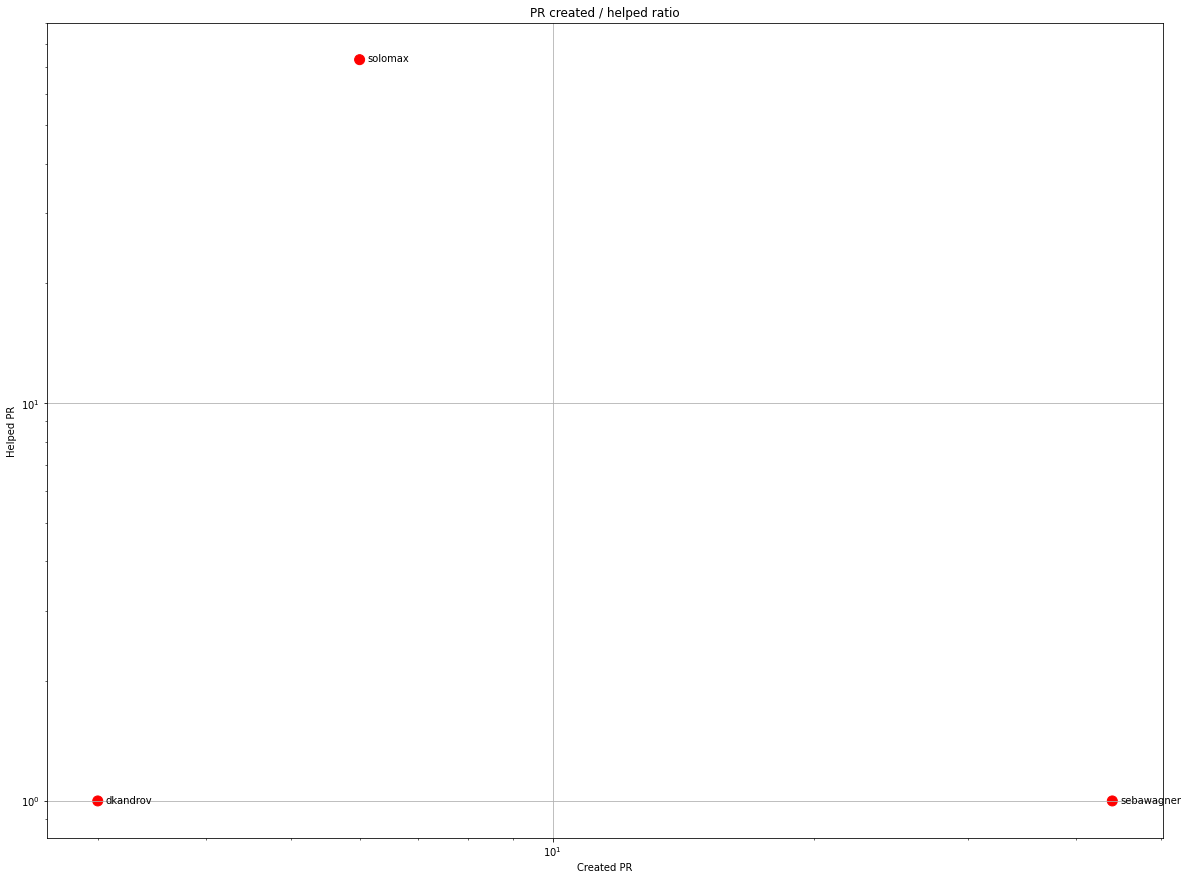 PR created / helped ratio
solomax
10¹
Helped PR
dkandrov
sebawagner
10⁰
10¹
Created PR